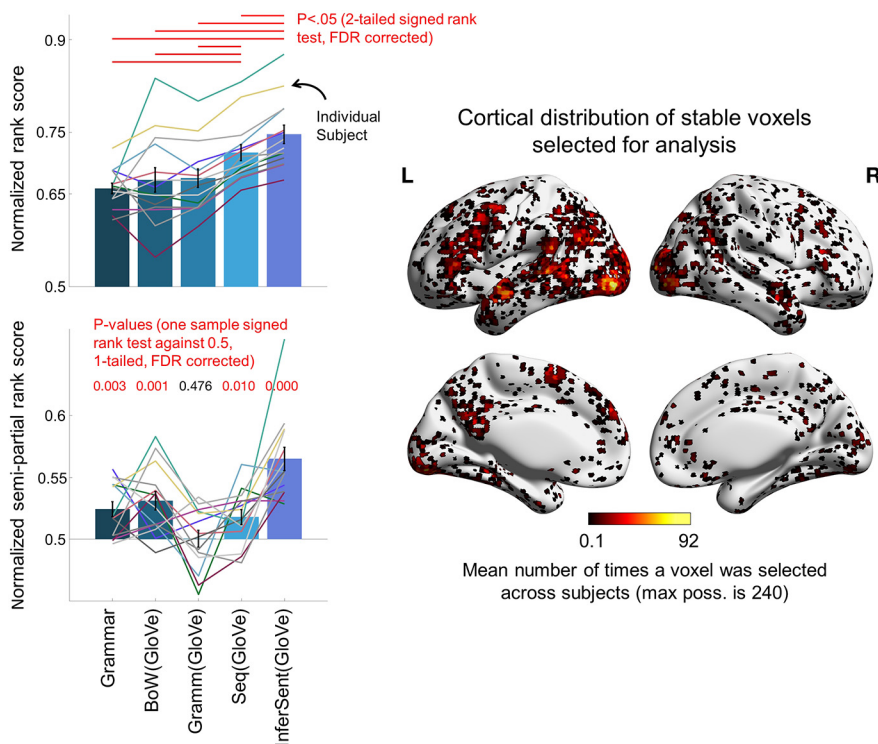 P<.05 (2-tailed signed rank
test, FDR corrected)
0.9
0.75
0.65
0.5
Normalized rank score
Individual
Subject
P-values (one sample signed
rank test against 0.5,
1-tailed, FDR corrected)
0.003 0.001 0.476 0.010 0.000
0.6
0.55
0.5
Normalized semi-partial rank score
Grammar
BoW(GloVe)
Gramm(GloVe)
Seq(GloVe)
InferSent(GloVe)
Cortical distribution of stable voxels
selected for analysis
L R
0.1 92
Mean number of times a voxel was selected
across subjects (max poss. is 240)